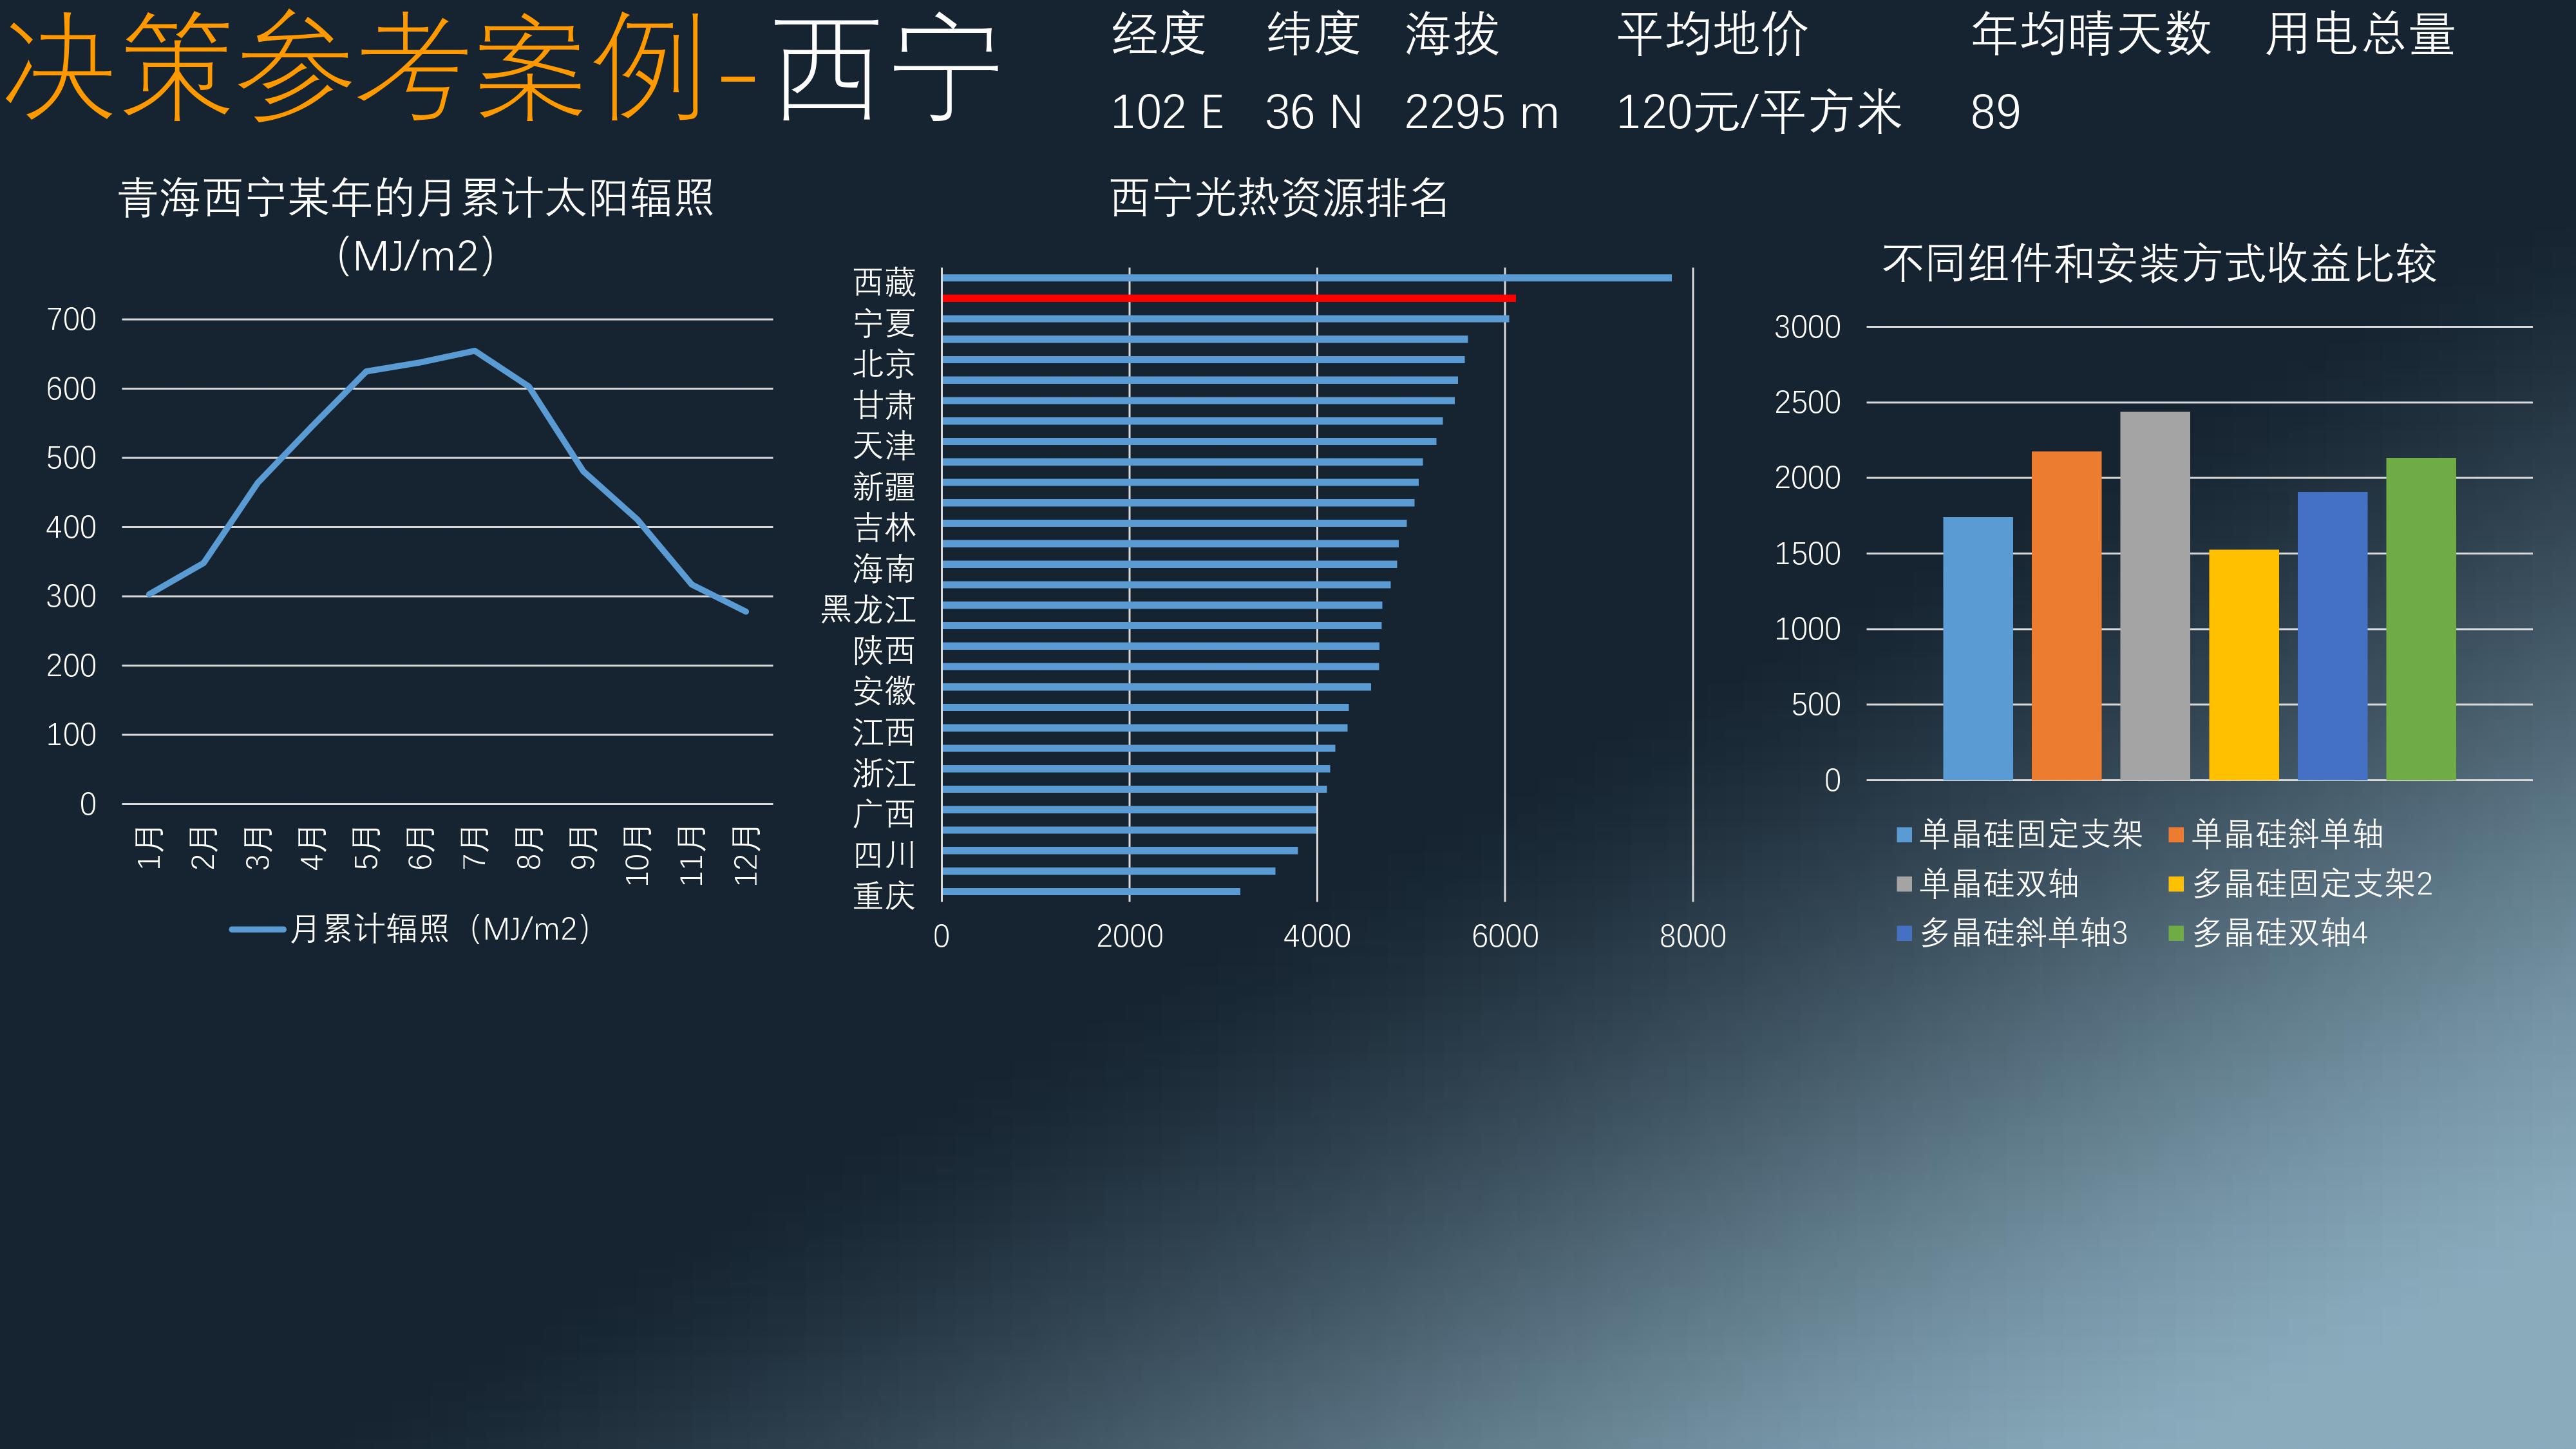 决策参考案例-西宁
经度 纬度 海拔 平均地价 年均晴天数 用电总量
102 E 36 N 2295 m 120元/平方米 89
青海西宁某年的月累计太阳辐照
（MJ/m2）
700
600
500
400
300
200
100
0
1月 2月 3月 4月 5月 6月 7月 8月 9月 10月 11月 12月
月累计辐照（MJ/m2）
西宁光热资源排名
西藏
宁夏
北京
甘肃
天津
新疆
吉林
海南
黑龙江
陕西
安徽
江西
浙江
广西
四川
重庆
0 2000 4000 6000 8000
不同组件和安装方式收益比较
3000
2500
2000
1500
1000
500
0
单晶硅固定支架 单晶硅斜单轴
单晶硅双轴 多晶硅固定支架2
多晶硅斜单轴3 多晶硅双轴4